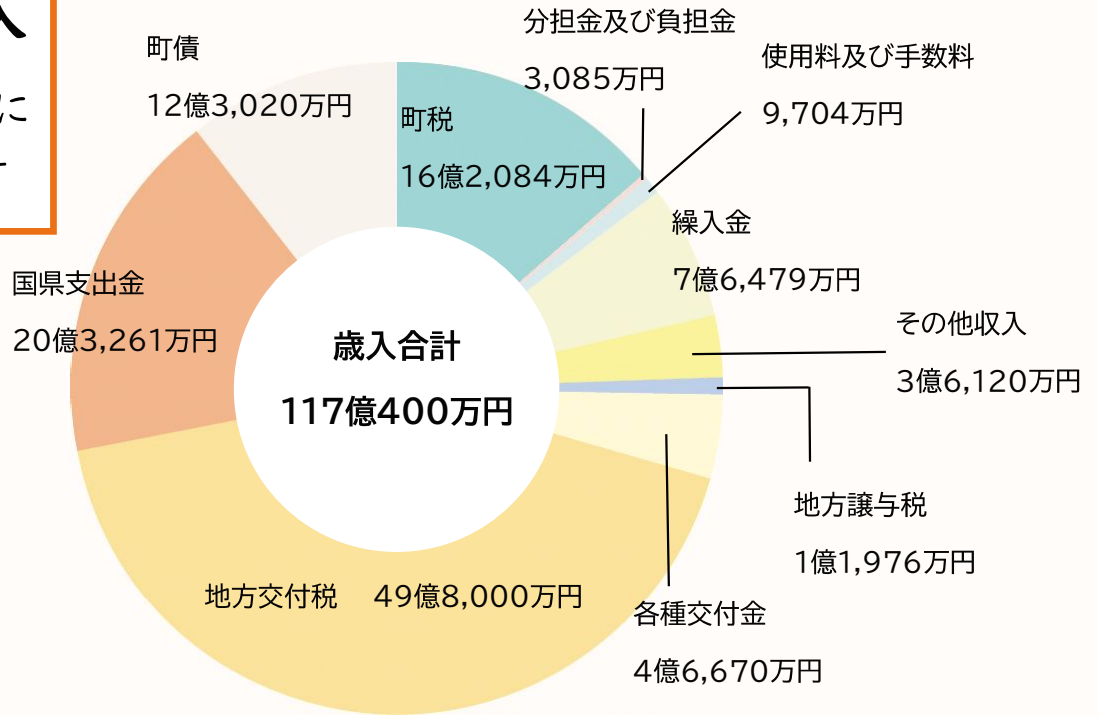 入
に
町債
12億3,020万円
町税
16億2,084万円
分担金及び負担金
3,085万円
使用料及び手数料
9,704万円
繰入金
7億6,479万円
その他収入
3億6,120万円
地方譲与税
1億1,976万円
各種交付金
4億6,670万円
地方交付税 49億8,000万円
国県支出金
20億3,261万円
歳入合計
117億400万円